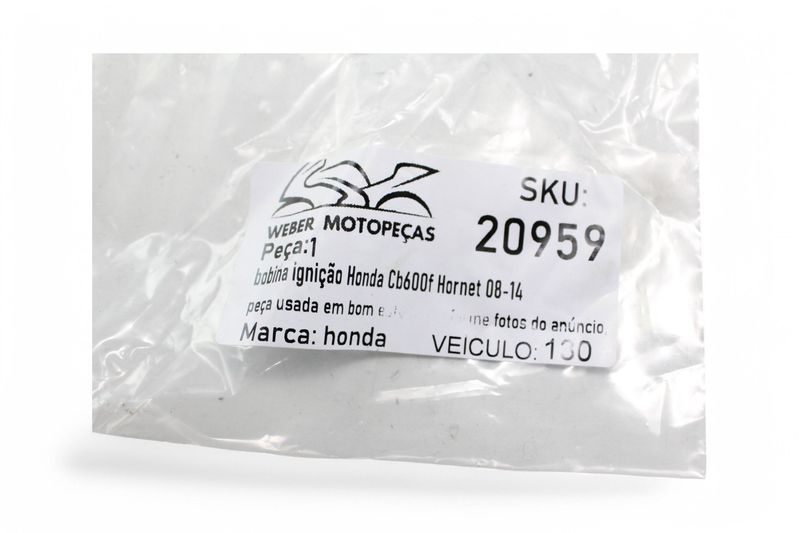 WEBER MOTOPEÇAS
SKU:
20959
Peça:1
bobina ignição Honda Cb600f Hornet 08-14
peça usada em bom fotos do anúncio
Marca: honda
VEICULO: 130